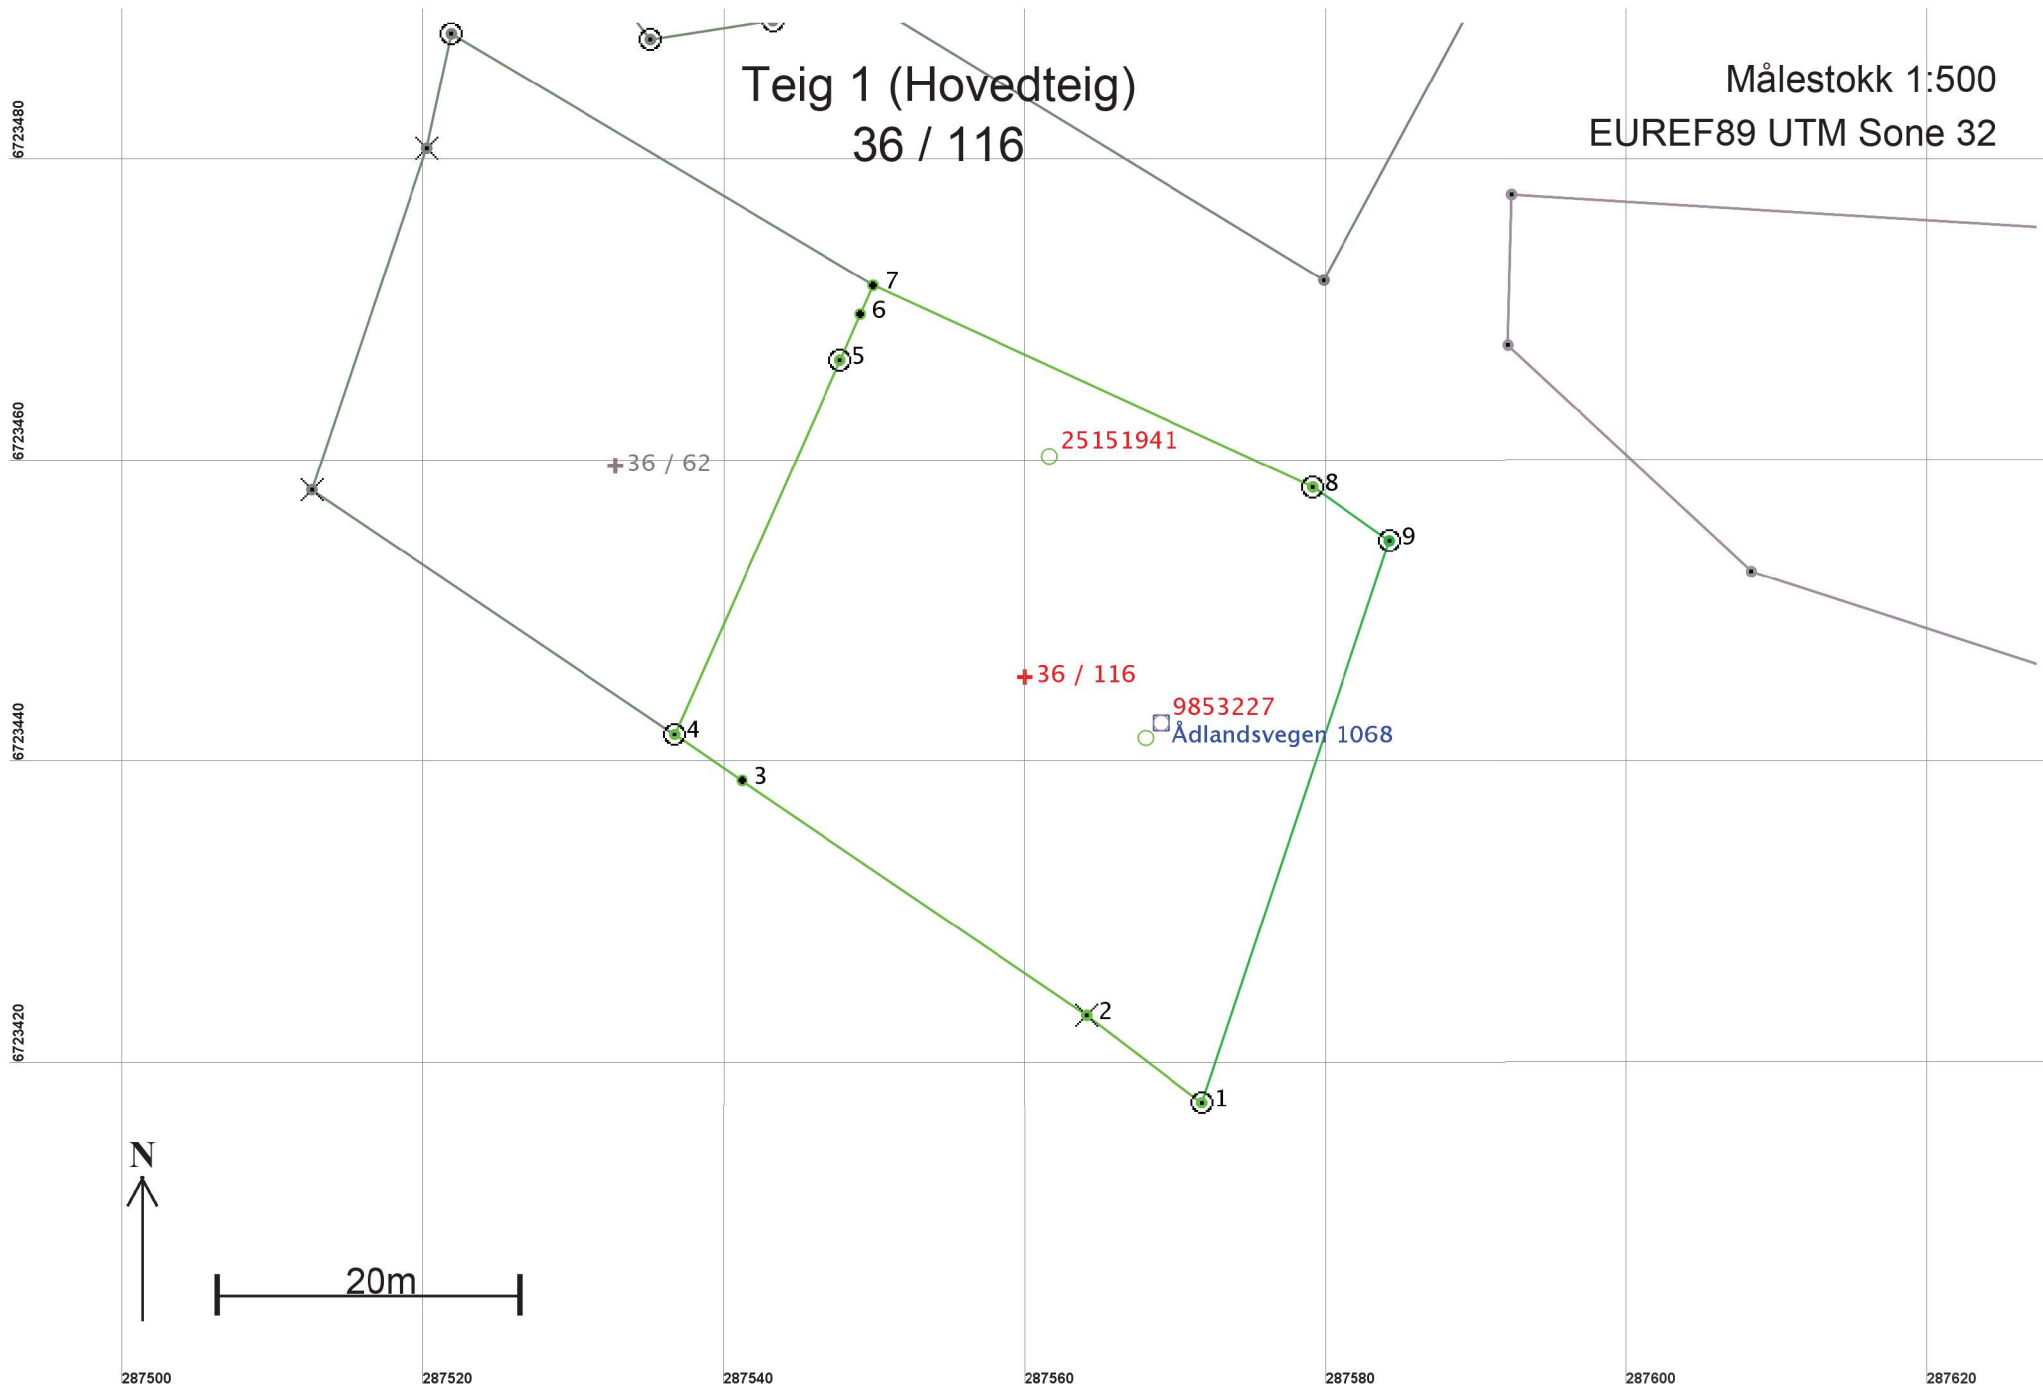 Teig 1 (Hovedteig)
36 / 116
Målestokk 1:500
EUREF89 UTM Sone 32
6723480
6723460
6723440
6723420
7
6
5
25151941
36 / 62
8
9
36 / 116
9853227
Ådlandsvegen 1068
4
3
2
1
N
20m
287500
287520
287540
287560
287580
287600
287620